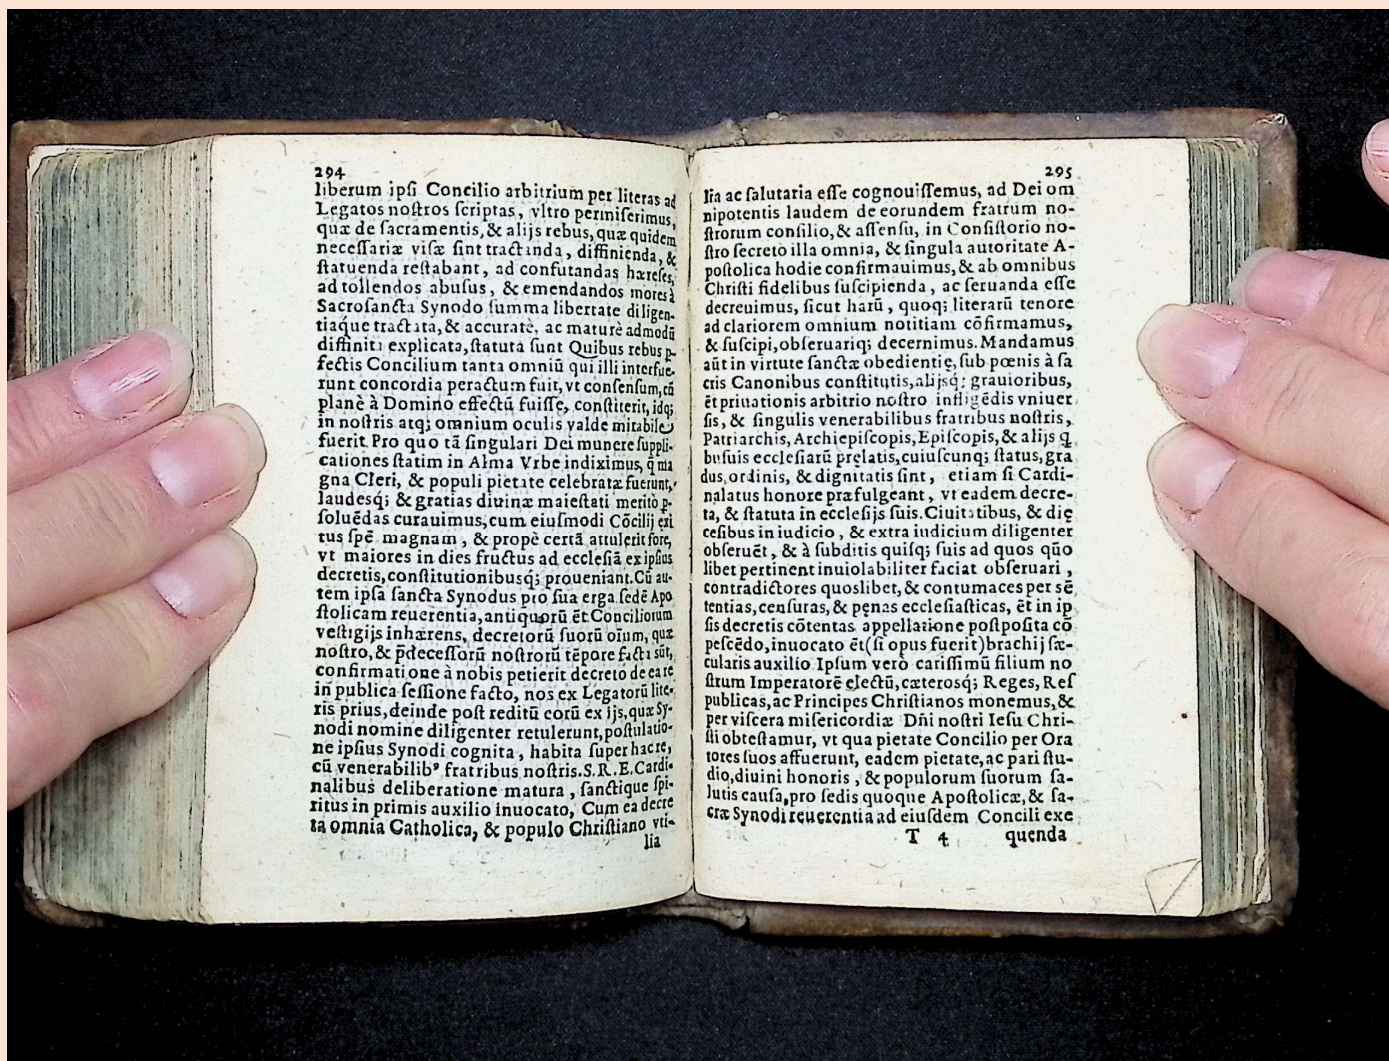 294
liberum ipſi Concilio arbitrium per literas ad
Legatos noſtros ſcriptas, vltro permiſerimus,
quæ de ſacramentis, & alijs rebus, quæ quidem
neceſſariæ viſæ ſint tractanda, diffinienda, &
ſtatuenda reſtabant, ad confutandas hæreſes,
ad tollendos abuſus, & emendandos mores à
Sacroſancta Synodo ſumma libertate diligen-
tiaque tractata, & accuratè, ac maturè admodū
diffiniti explicata, ſtatuta ſunt Quibus rebus ꝑ-
fectis Concilium tanta omniū qui illi interfue-
runt concordia peractum fuit, vt conſenſum, cū
planè à Domino effectū fuiſſe, conſtiterit, idq;
in noſtris atq; omnium oculis valde mirabile
fuerit. Pro quo tā ſingulari Dei munere ſuppli-
cationes ſtatim in Alma Vrbe indiximus, q̄ ma
gna Cleri, & populi pietate celebratæ fuerunt,
laudesq; & gratias diuinæ maieſtati meritò ꝑ-
ſoluēdas curauimus, cum eiuſmodi Cōcilij exi
tus ſpē magnam, & propè certā attulerit fore,
vt maiores in dies fructus ad eccleſiā ex ipſius
decretis, conſtitutionibusq́; proueniant. Cū au-
tem ipſa ſancta Synodus pro ſua erga ſedē Apo
ſtolicam reuerentia, antiquorū ēt Conciliorum
veſtigijs inhærens, decretorū ſuorū oīum, quæ
noſtro, & p̄deceſſorū noſtrorū tēpore facta sūt,
confirmatione à nobis petierit decreto de ea re
in publica ſeſſione facto, nos ex Legatorū lite-
ris prius, deinde poſt reditū eorū ex ijs, quæ Sy-
nodi nomine diligenter retulerunt, poſtulatio-
ne ipſius Synodi cognita, habita ſuper hac re,
cū venerabilibꝰ fratribus noſtris. S. R. E. Cardi-
nalibus deliberatione matura, ſanctique ſpi-
ritus in primis auxilio inuocato, Cum ea decre
ta omnia Catholica, & populo Chriſtiano vti-
lia
295
lia ac ſalutaria eſſe cognouiſſemus, ad Dei om
nipotentis laudem de eorundem fratrum no-
ſtrorum conſilio, & aſſenſu, in Conſiſtorio no-
ſtro ſecreto illa omnia, & ſingula autoritate A-
poſtolica hodie confirmauimus, & ab omnibus
Chriſti fidelibus ſuſcipienda, ac ſeruanda eſſe
decreuimus, ſicut harū, quoq; literarū tenore
ad clariorem omnium notitiam cōfirmamus,
& ſuſcipi, obſeruariq; decernimus. Mandamus
aūt in virtute ſanctæ obedientię, ſub pœnis à ſa
cris Canonibus conſtitutis, alijsq́; grauioribus,
ēt priuationis arbitrio noſtro infligēdis vniuer
ſis, & ſingulis venerabilibus fratribus noſtris,
Patriarchis, Archiepiſcopis, Epiſcopis, & alijs q̱
buſuis eccleſiarū prelatis, cuiuſcunq; ſtatus, gra
dus, ordinis, & dignitatis ſint, etiam ſi Cardi-
nalatus honore præfulgeant, vt eadem decre-
ta, & ſtatuta in eccleſijs ſuis. Ciuitatibus, & dię
ceſibus in iudicio, & extra iudicium diligenter
obſeruēt, & à ſubditis quiſq; ſuis ad quos qūo
libet pertinent inuiolabiliter faciat obſeruari,
contradictores quoslibet, & contumaces per sē
tentias, cenſuras, & penas eccleſiaſticas, ēt in ip
ſis decretis cōtentas appellatione poſtpoſita cō
peſcēdo, inuocato ēt (ſi opus fuerit) brachij ſæ-
cularis auxilio Ipſum verò cariſſimū filium no
ſtrum Imperatorē electū, cæterosq́; Reges, Reſ
publicas, ac Principes Chriſtianos monemus, &
per viſcera miſericordiæ Dñi noſtri Ieſu Chri-
ſti obteſtamur, vt qua pietate Concilio per Ora
tores ſuos affuerunt, eadem pietate, ac pari ſtu-
dio, diuini honoris, & populorum ſuorum ſa-
lutis cauſa, pro ſedis quoque Apoſtolicæ, & ſa-
cræ Synodi reuerentia ad eiuſdem Concili exe
T 4 quenda